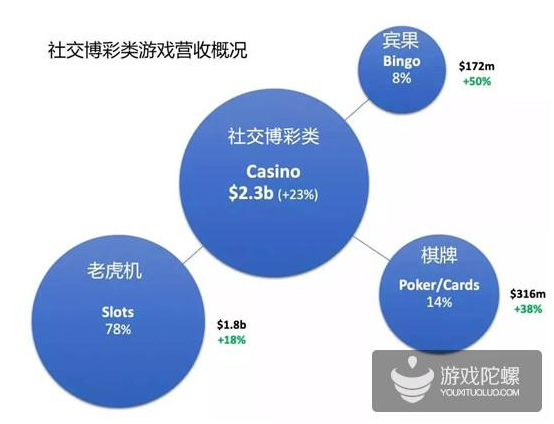 社交博彩类游戏营收概况
宾果
Bingo
8%
$172m
+50%
社交博彩类
Casino
$2.3b (+23%)
老虎机
Slots
78%
$1.8b
+18%
棋牌
Poker/Cards
14%
$316m
+38%
游戏陀螺
YOUXITUOLUO.COM